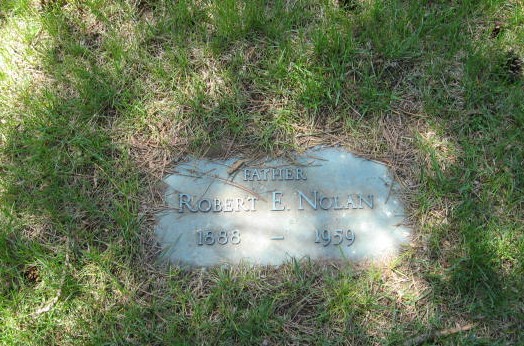 FATHER
ROBERT E. NOLAN
1888 — 1959